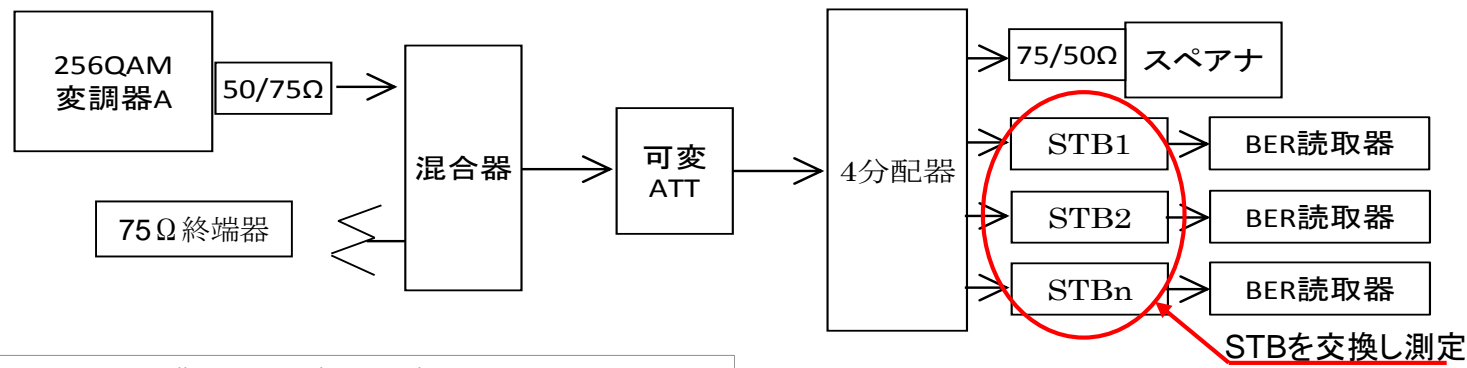 256QAM
変調器A
50/75Ω
75Ω終端器
混合器
可変
ATT
4分配器
75/50Ω
スペアナ
STB1
BER読取器
STB2
BER読取器
STBn
BER読取器
STBを交換し測定